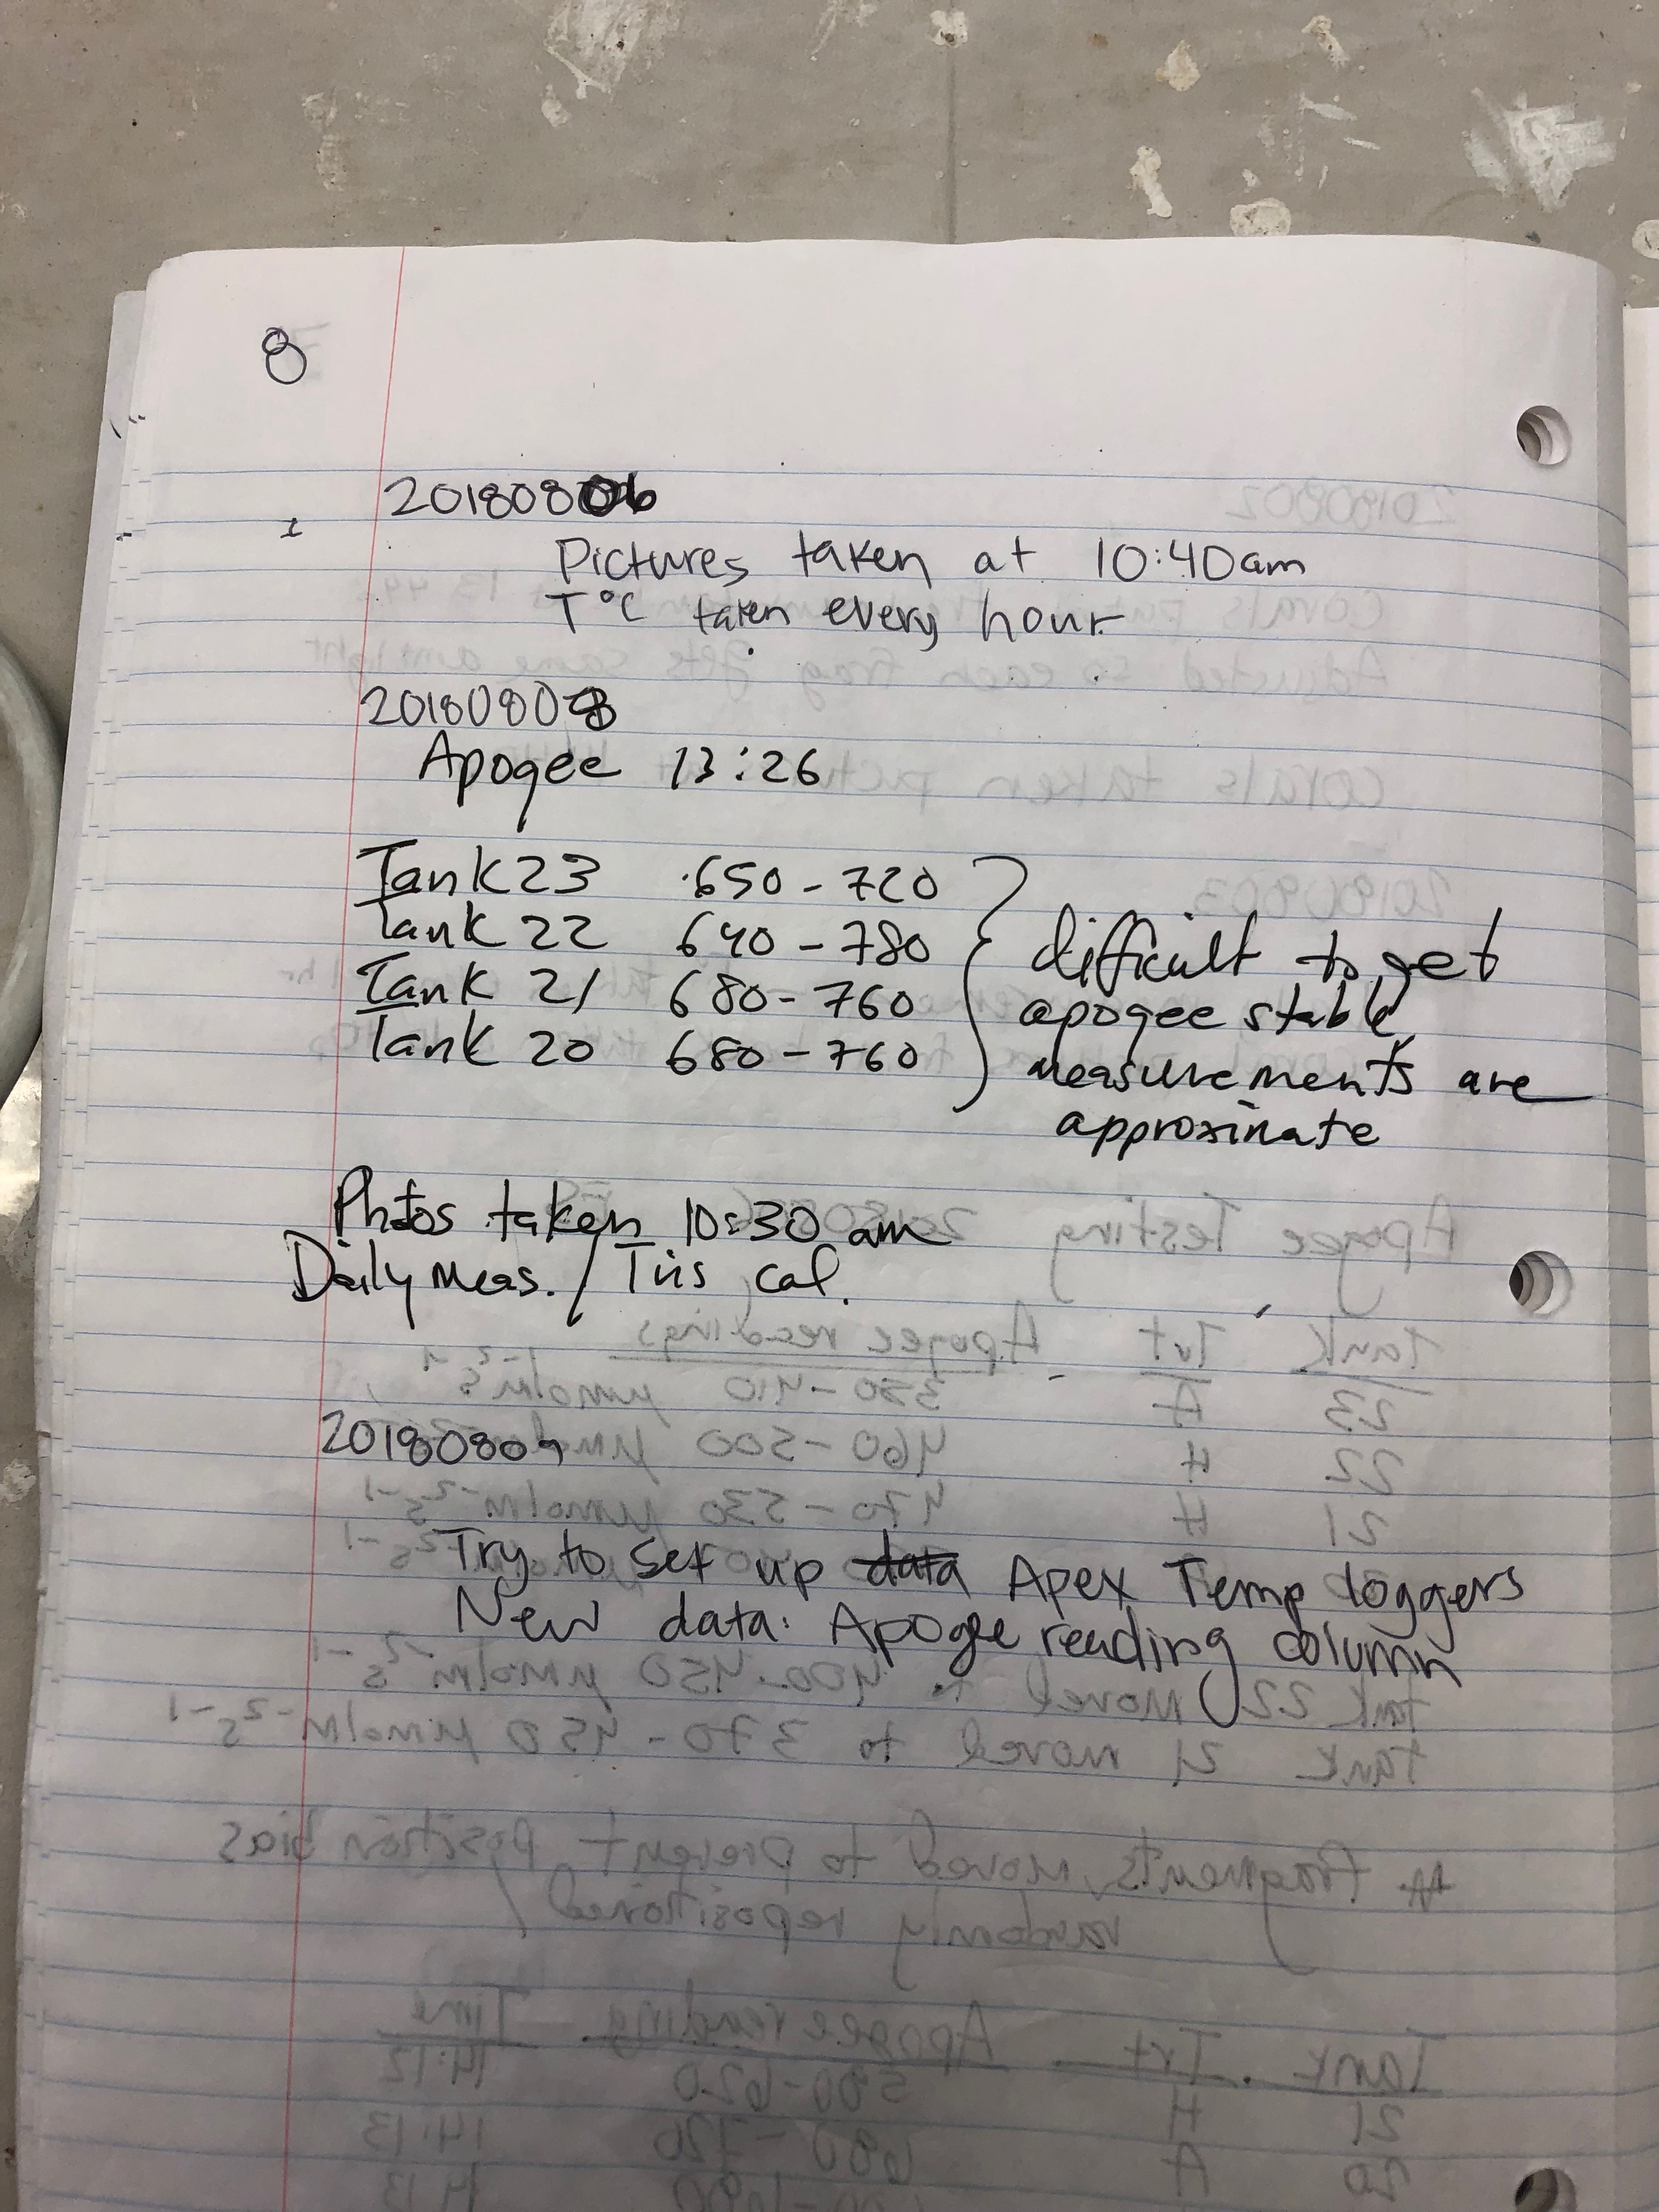 8
20180806
Pictures taken at 10:40am
T°C taken every hour
20180808
Apogee 13:26
Tank 23 650-720
Tank 22 640-780
Tank 21 680-760
Tank 20 680-760
difficult to get
apogee stable
measurements are
approximate
Photos taken 10:30 am
Daily meas. / Tris cal.
20180809
Try to set up data Apex Temp loggers
New data: Apogee reading column